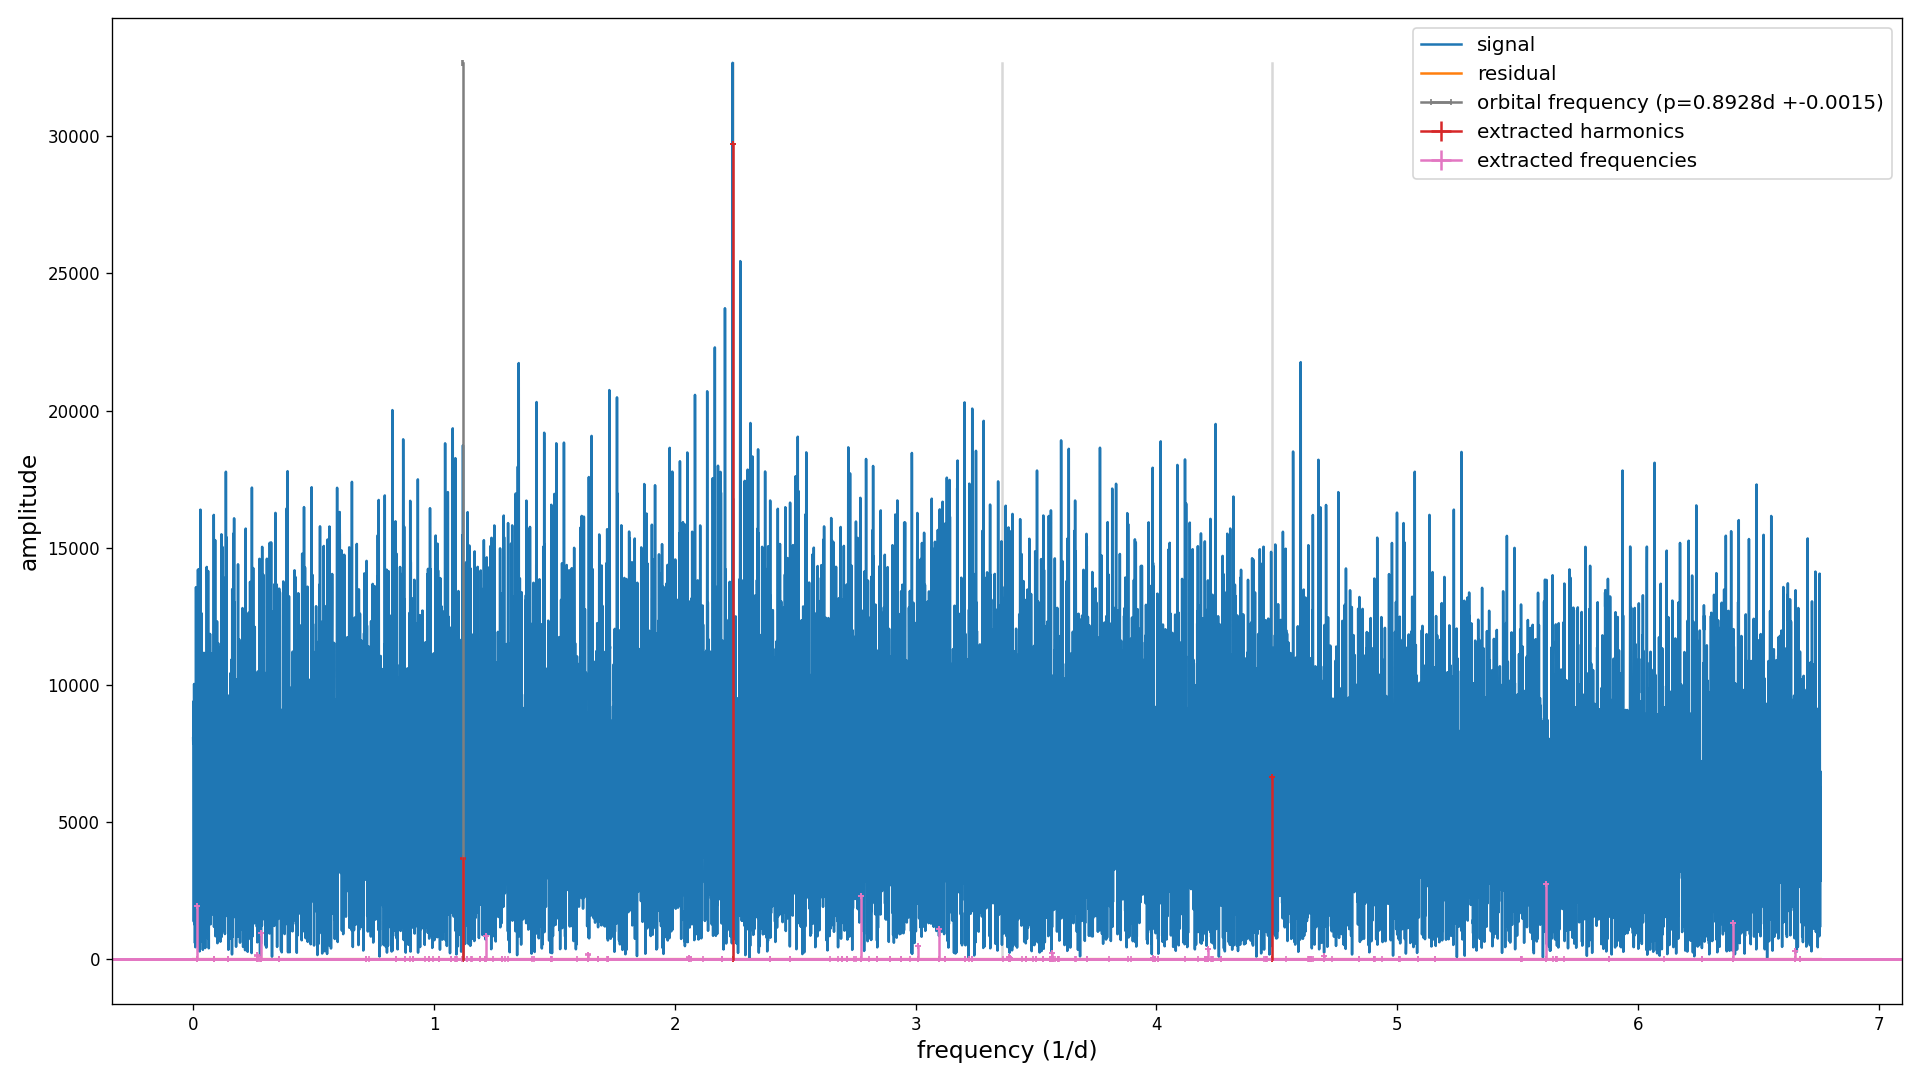 signal
residual
orbital frequency (p=0.8928d +-0.0015)
extracted harmonics
extracted frequencies
30000
25000
20000
15000
10000
5000
0
amplitude
0 1 2 3 4 5 6 7
frequency (1/d)